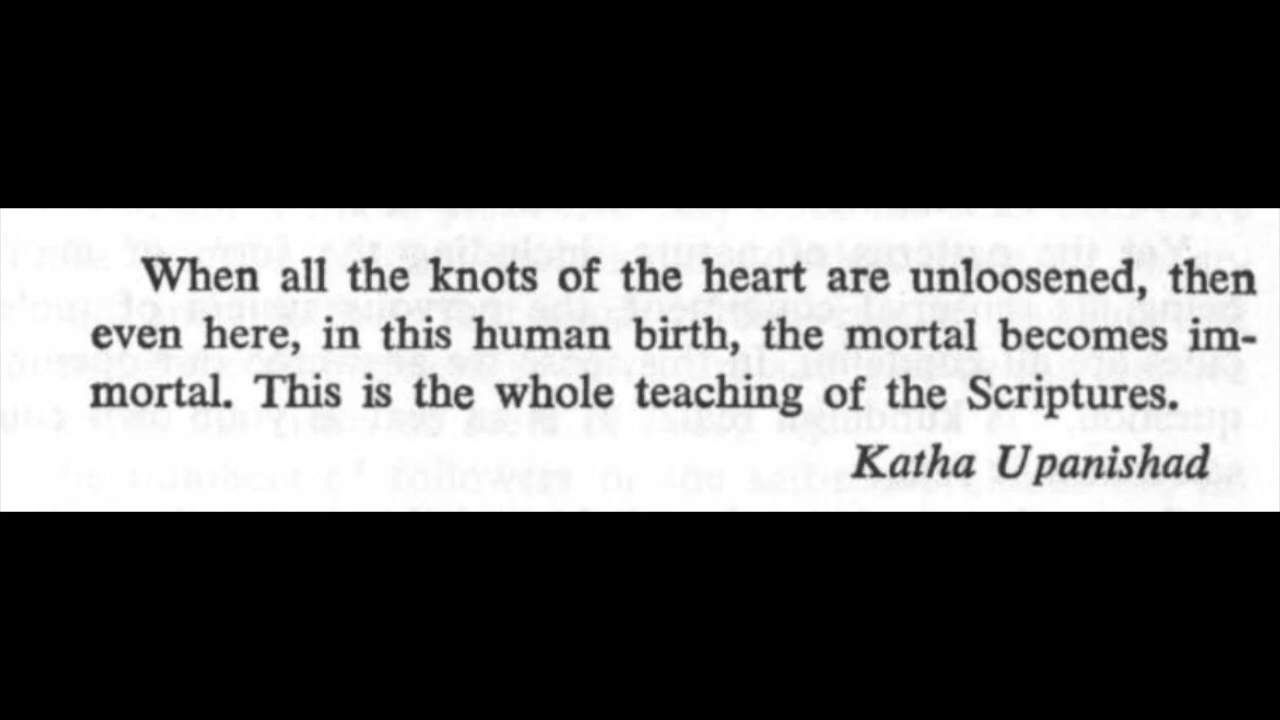 When all the knots of the heart are unloosened, then
even here, in this human birth, the mortal becomes im-
mortal. This is the whole teaching of the Scriptures.
Katha Upanishad